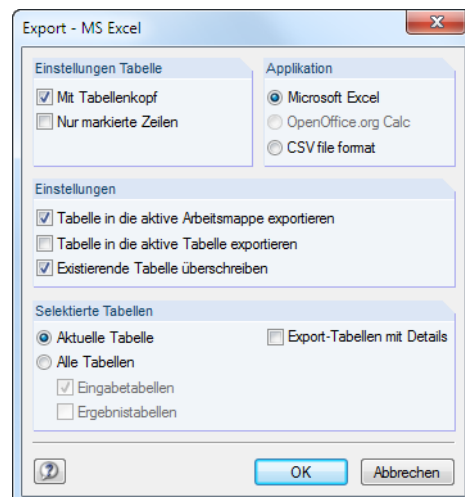 Export - MS Excel
Einstellungen Tabelle
Mit Tabellenkopf
Nur markierte Zeilen
Applikation
Microsoft Excel
OpenOffice.org Calc
CSV file format
Einstellungen
Tabelle in die aktive Arbeitsmappe exportieren
Tabelle in die aktive Tabelle exportieren
Existierende Tabelle überschreiben
Selektierte Tabellen
Aktuelle Tabelle
Export-Tabellen mit Details
Alle Tabellen
Eingabetabellen
Ergebnistabellen
OK
Abbrechen